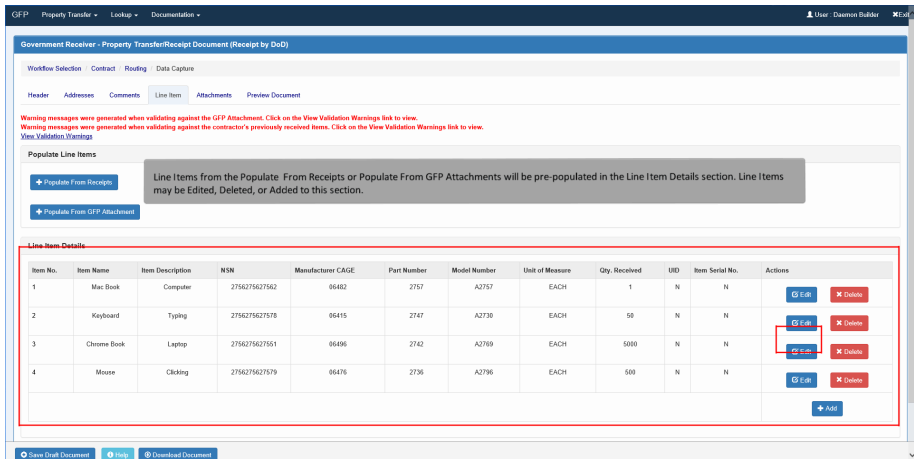 GFP Property Transfer Lookup Documentation User : Daemon Builder Exit
Government Receiver - Property Transfer/Receipt Document (Receipt by DoD)
Workflow Selection / Contract / Routing / Data Capture
Header Addresses Comments Line Item Attachments Preview Document
Warning messages were generated when validating against the GFP Attachment. Click on the View Validation Warnings link to view.
Warning messages were generated when validating against the contractor's previously received items. Click on the View Validation Warnings link to view.
View Validation Warnings
Populate Line Items
Populate From Receipts
Line Items from the Populate From Receipts or Populate From GFP Attachments will be pre-populated in the Line Item Details section. Line Items
may be Edited, Deleted, or Added to this section.
Populate From GFP Attachment
Line Item Details
Item No. Item Name Item Description NSN Manufacturer CAGE Part Number Model Number Unit of Measure Qty. Received UID Item Serial No. Actions
1 Mac Book Computer 2756275627562 06482 2757 A2757 EACH 1 N N Edit Delete
2 Keyboard Typing 2756275627578 06415 2747 A2730 EACH 50 N N Edit Delete
3 Chrome Book Laptop 2756275627551 06496 2742 A2769 EACH 5000 N N Edit Delete
4 Mouse Clicking 2756275627579 06476 2736 A2796 EACH 500 N N Edit Delete
Add
Save Draft Document Help Download Document